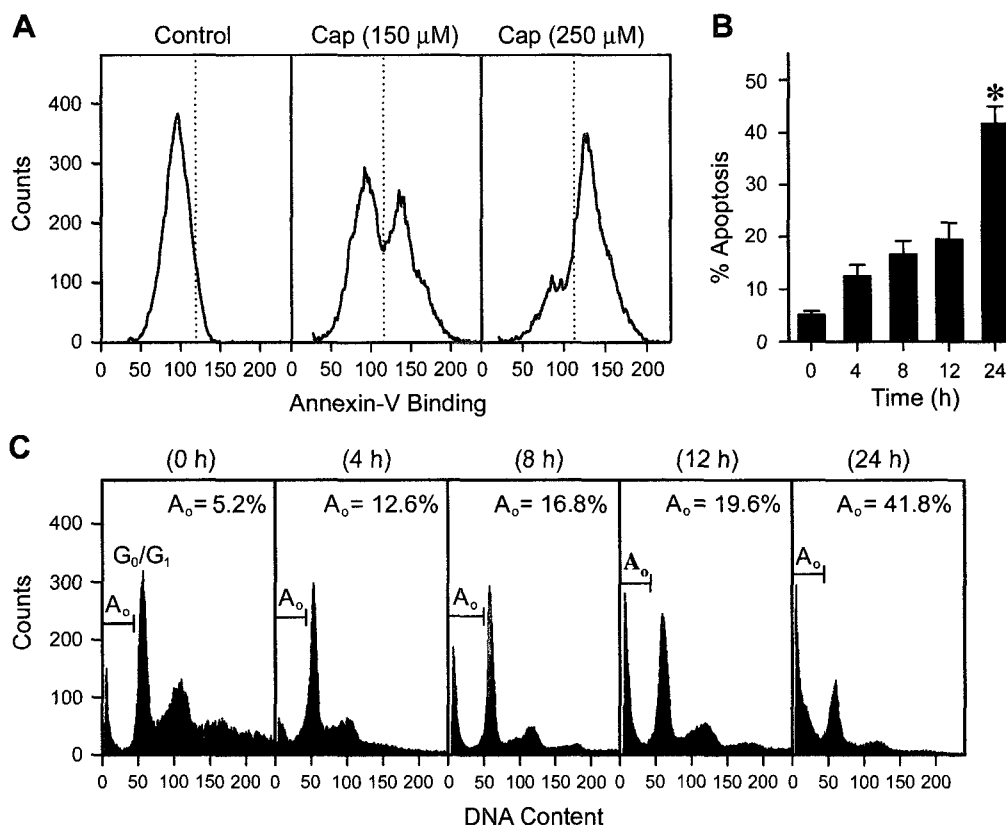 A
Control
Cap (150 μM)
Cap (250 μM)
Counts
400
300
200
100
0
0 50 100 150 200
0 50 100 150 200
0 50 100 150 200
Annexin-V Binding
B
% Apoptosis
50
40
30
20
10
0
*
0 4 8 12 24
Time (h)
C
(0 h) (4 h) (8 h) (12 h) (24 h)
Aₒ= 5.2%
Aₒ= 12.6%
Aₒ= 16.8%
Aₒ= 19.6%
Aₒ= 41.8%
G₀/G₁
Aₒ
Aₒ
Aₒ
Aₒ
Aₒ
Counts
400
300
200
100
0
0 50 100 150 200
0 50 100 150 200
0 50 100 150 200
0 50 100 150 200
0 50 100 150 200
DNA Content